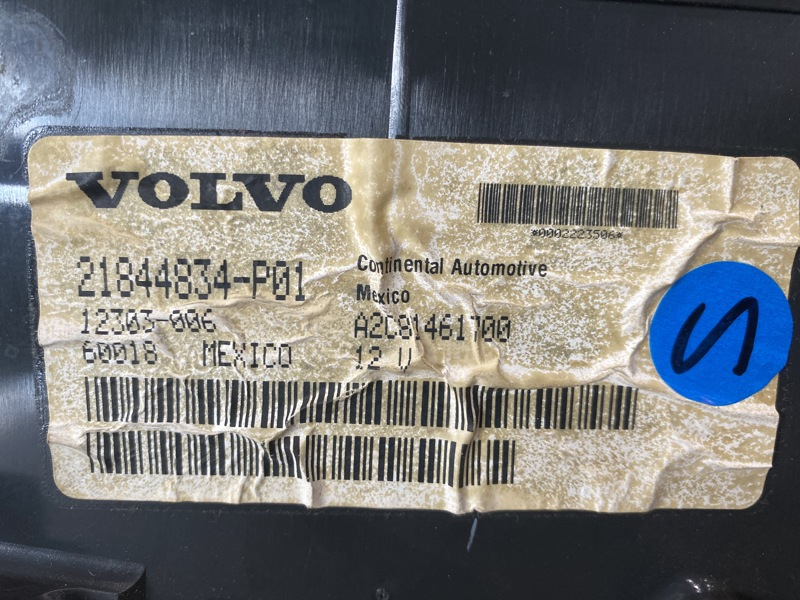 VOLVO
*0002223506*
21844834-P01
Continental Automotive
Mexico
12303-006
A2C81461700
60018 MEXICO
12 V